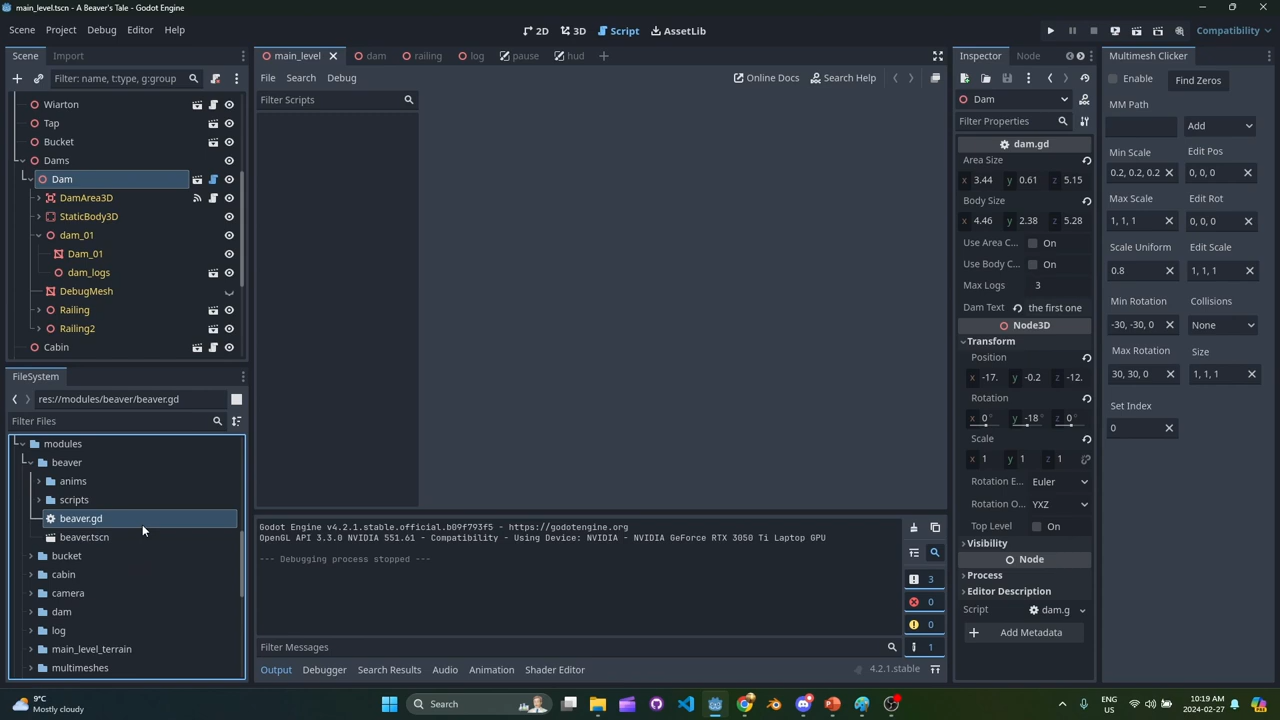 main_level.tscn - A Beaver's Tale - Godot Engine
Scene Project Debug Editor Help
2D 3D Script AssetLib
Compatibility
Scene Import
main_level dam railing log pause hud
Inspector Node
Multimesh Clicker
Filter: name, t:type, g:group
File Search Debug
Online Docs Search Help
Enable Find Zeros
Filter Scripts
Dam
Filter Properties
MM Path
Add
Wiarton
Tap
Bucket
Dams
Dam
DamArea3D
StaticBody3D
dam_01
Dam_01
dam_logs
DebugMesh
Railing
Railing2
Cabin
dam.gd
Area Size
x 3.44 y 0.61 z 5.15
Body Size
x 4.46 y 2.38 z 5.28
Use Area C... On
Use Body C... On
Max Logs 3
Dam Text the first one
Node3D
Transform
Position
x -17. y -0.2 z -12.
Rotation
x 0° y -18° z 0°
Scale
x 1 y 1 z 1
Rotation E... Euler
Rotation O... YXZ
Top Level On
Visibility
Node
Process
Editor Description
Script dam.g
Add Metadata
Min Scale Edit Pos
0.2, 0.2, 0.2 0, 0, 0
Max Scale Edit Rot
1, 1, 1 0, 0, 0
Scale Uniform Edit Scale
0.8 1, 1, 1
Min Rotation Collisions
-30, -30, 0 None
Max Rotation Size
30, 30, 0 1, 1, 1
Set Index
0
FileSystem
res://modules/beaver/beaver.gd
Filter Files
modules
beaver
anims
scripts
beaver.gd
beaver.tscn
bucket
cabin
camera
dam
log
main_level_terrain
multimeshes
Godot Engine v4.2.1.stable.official.b09f793f5 - https://godotengine.org
OpenGL API 3.3.0 NVIDIA 551.61 - Compatibility - Using Device: NVIDIA - NVIDIA GeForce RTX 3050 Ti Laptop GPU
--- Debugging process stopped ---
3
0
0
1
Filter Messages
Output Debugger Search Results Audio Animation Shader Editor
4.2.1.stable
9°C
Mostly cloudy
Search
ENG
US
10:19 AM
2024-02-27